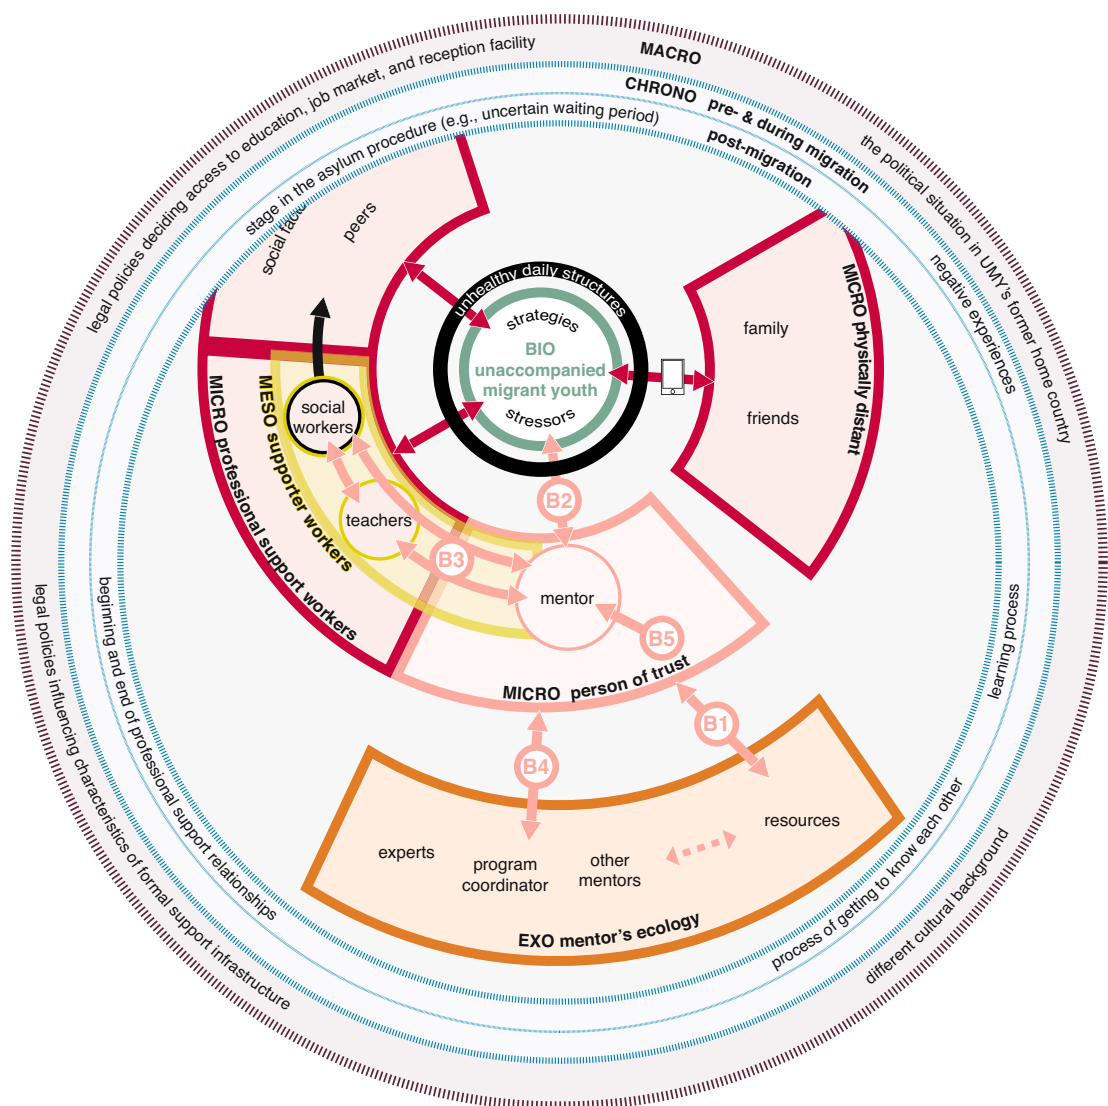 MACRO
legal policies deciding access to education, job market, and reception facility
the political situation in UMY's former home country
CHRONO pre- & during migration
stage in the asylum procedure (e.g., uncertain waiting period)
post-migration
negative experiences
social
peers
unhealthy daily structures
strategies
BIO
unaccompanied
migrant youth
stressors
family
friends
MICRO physically distant
social
workers
teachers
MESO supporter workers
MICRO professional support workers
B2
B3
mentor
B5
MICRO person of trust
B1
B4
experts
program
coordinator
other
mentors
resources
EXO mentor's ecology
learning process
process of getting to know each other
different cultural background
beginning and end of professional support relationships
legal policies influencing characteristics of formal support infrastructure